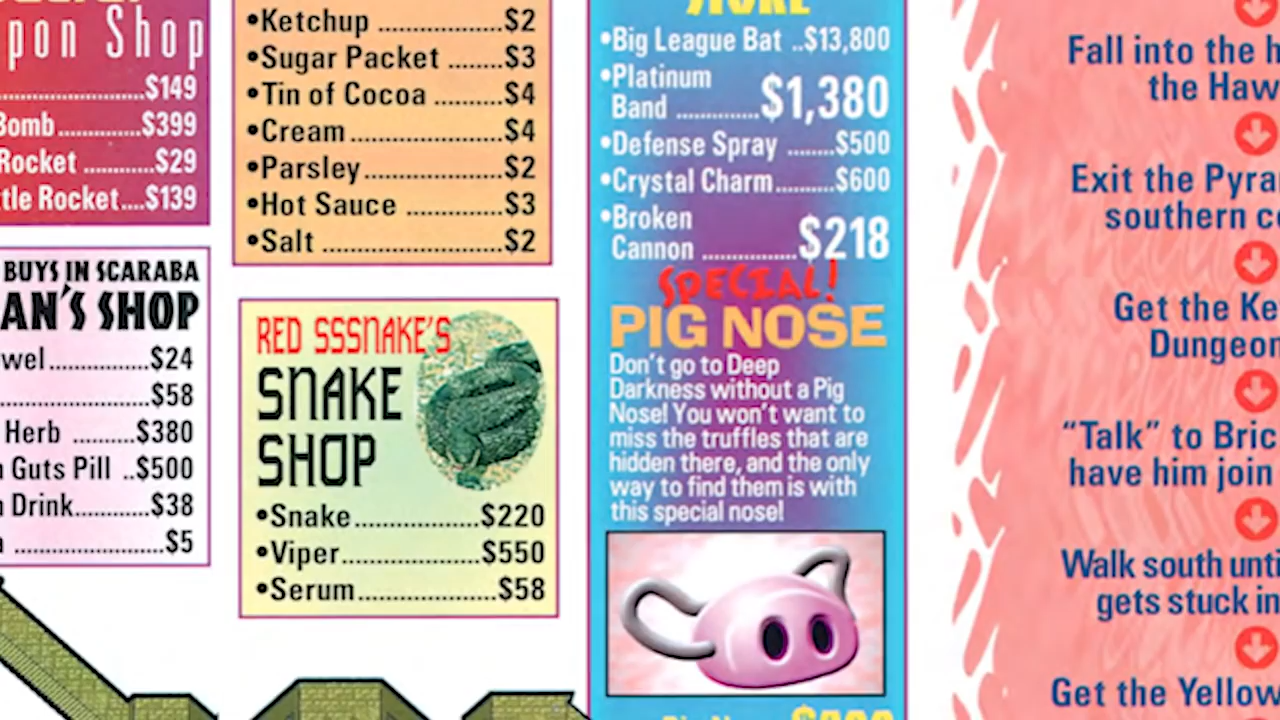 pon Shop
$149
Bomb $399
Rocket $29
ttle Rocket $139
BUYS IN SCARABA
AN'S SHOP
wel $24
$58
Herb $380
Guts Pill $500
Drink $38
$5
•Ketchup $2
•Sugar Packet $3
•Tin of Cocoa $4
•Cream $4
•Parsley $2
•Hot Sauce $3
•Salt $2
RED SSSNAKE'S
SNAKE
SHOP
•Snake $220
•Viper $550
•Serum $58
STORE
•Big League Bat $13,800
•Platinum
Band $1,380
•Defense Spray $500
•Crystal Charm $600
•Broken
Cannon $218
SPECIAL!
PIG NOSE
Don't go to Deep
Darkness without a Pig
Nose! You won't want to
miss the truffles that are
hidden there, and the only
way to find them is with
this special nose!
Fall into the h
the Haw
Exit the Pyra
southern co
Get the Ke
Dungeon
“Talk” to Bric
have him join
Walk south unti
gets stuck in
Get the Yellow